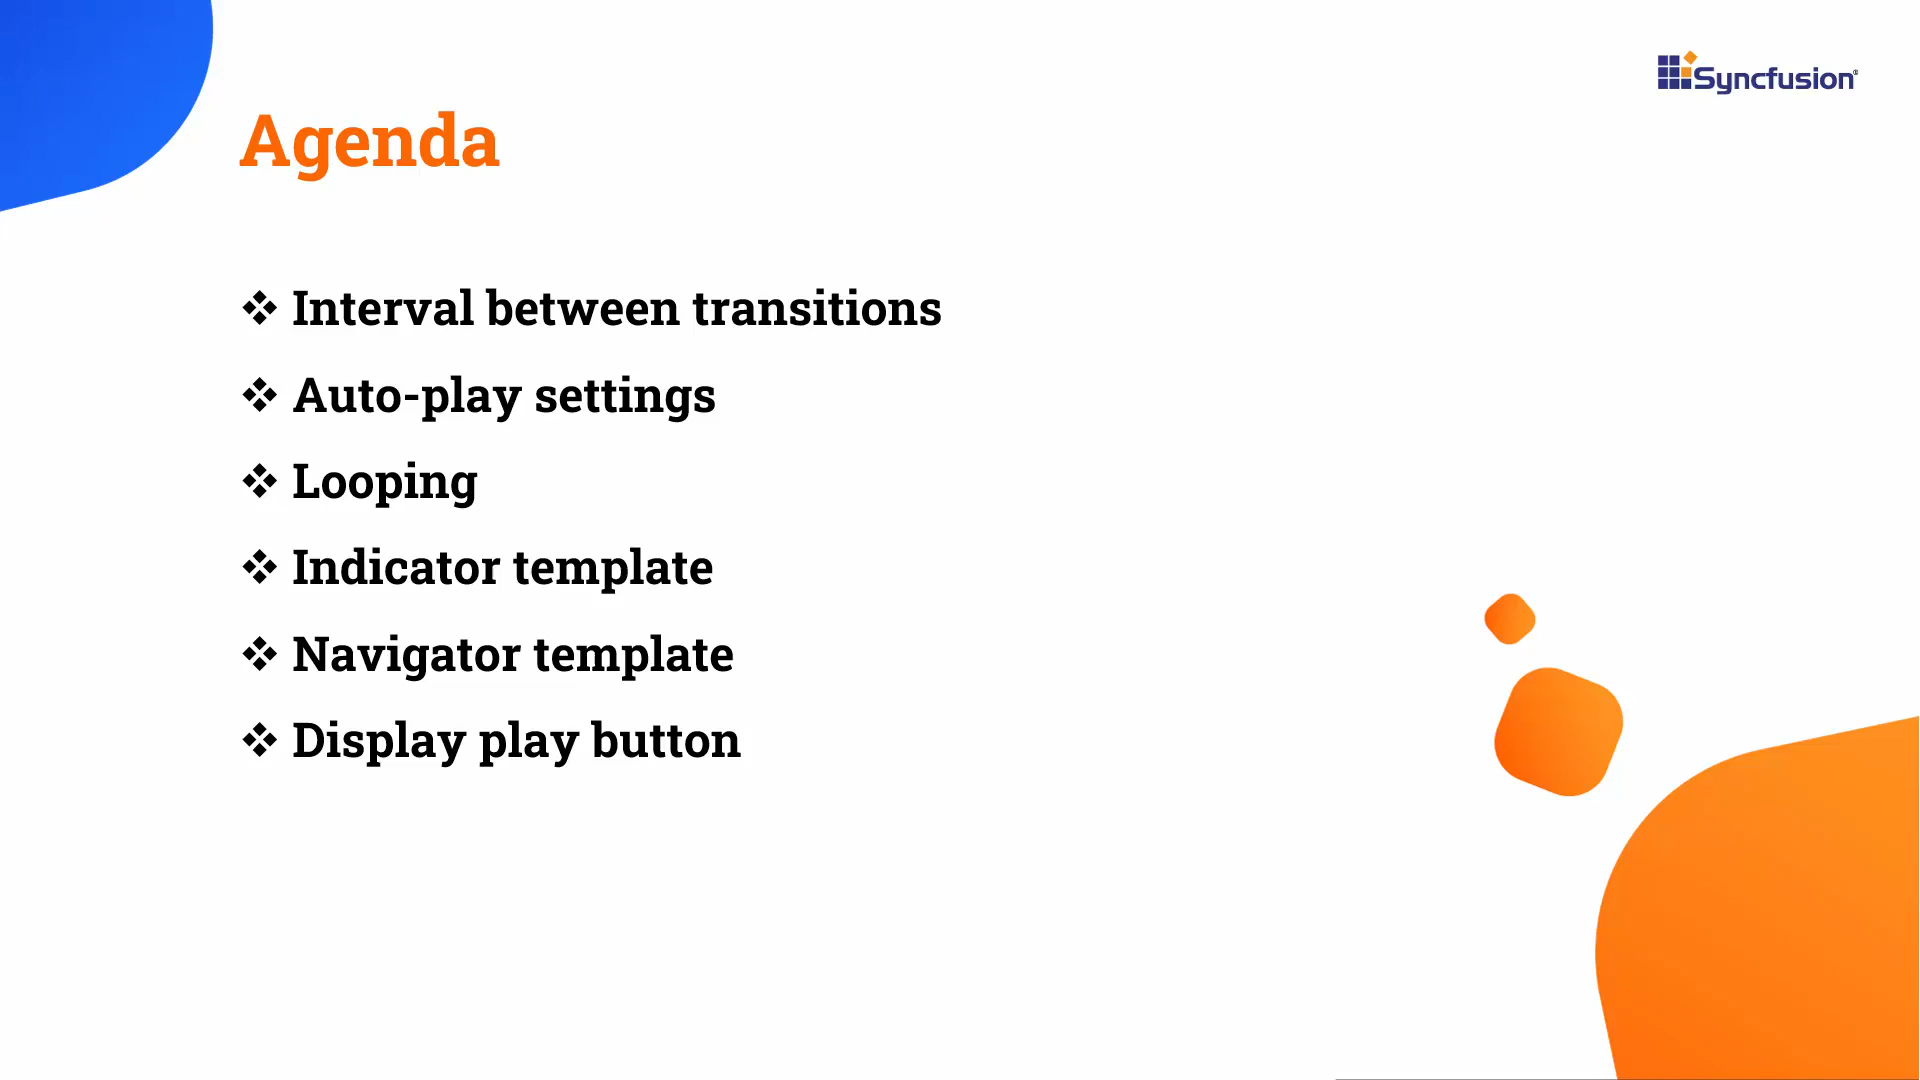 Syncfusion®
Agenda
❖ Interval between transitions
❖ Auto-play settings
❖ Looping
❖ Indicator template
❖ Navigator template
❖ Display play button